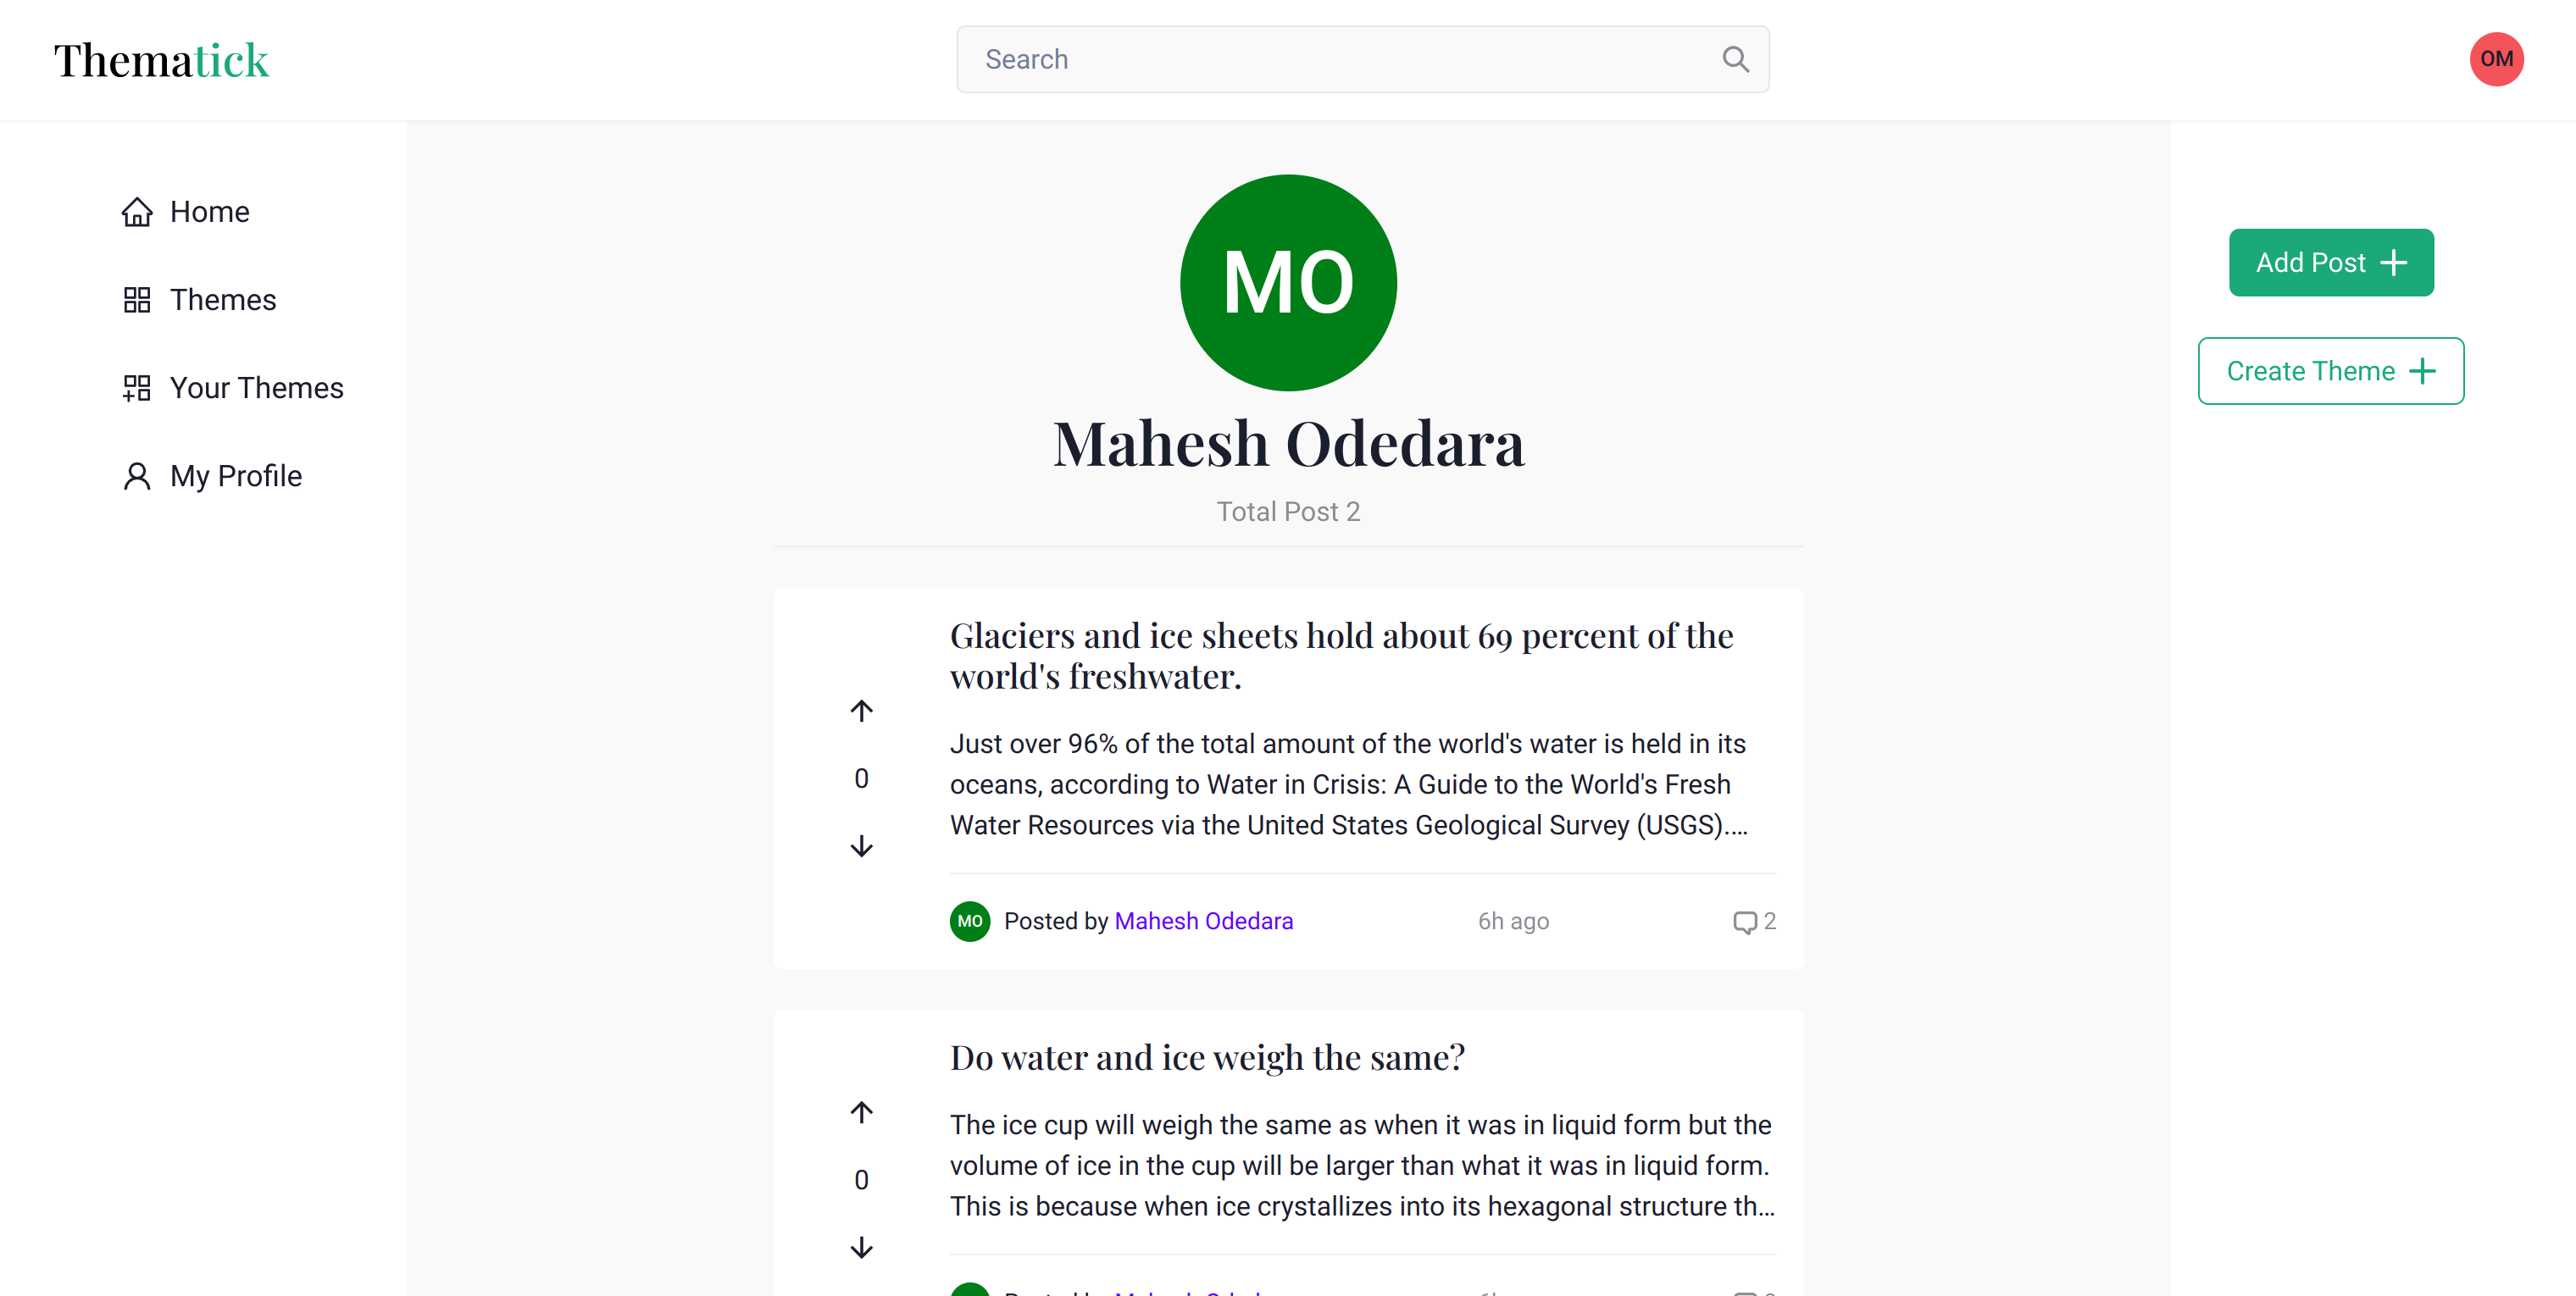 Thematick
Search
OM
Home
Themes
Your Themes
My Profile
Add Post
Create Theme
MO
Mahesh Odedara
Total Post 2
Glaciers and ice sheets hold about 69 percent of the
world's freshwater.
Just over 96% of the total amount of the world's water is held in its
oceans, according to Water in Crisis: A Guide to the World's Fresh
Water Resources via the United States Geological Survey (USGS)....
0
MO Posted by Mahesh Odedara 6h ago 2
Do water and ice weigh the same?
The ice cup will weigh the same as when it was in liquid form but the
volume of ice in the cup will be larger than what it was in liquid form.
This is because when ice crystallizes into its hexagonal structure th...
0